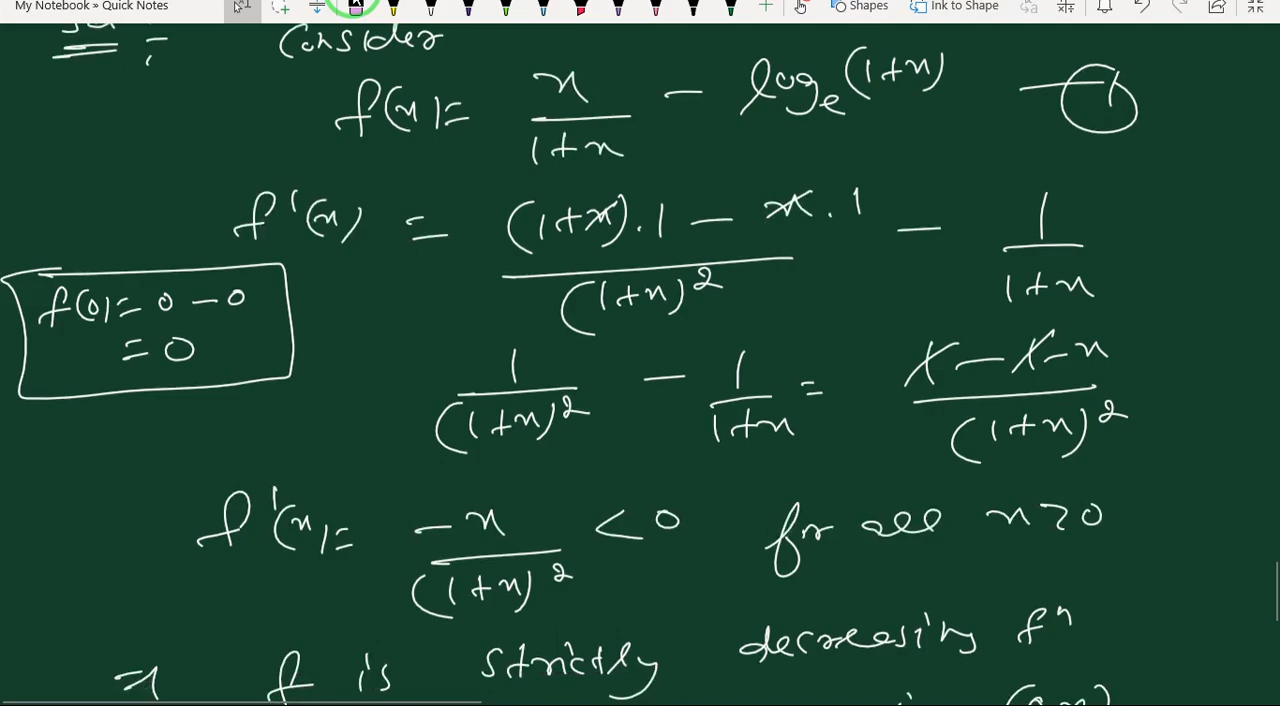 My Notebook » Quick Notes
Shapes Ink to Shape
:- Consider
f(x) = x/(1+x) - log_e(1+x) — 1
f'(x) = ((1+x).1 - x.1)/(1+x)² - 1/(1+x)
f(0) = 0 - 0
= 0
1/(1+x)² - 1/(1+x) = (1-1-x)/(1+x)²
f'(x) = -x/(1+x)² < 0 for all x>0
⇒ f is strictly decreasing fⁿ